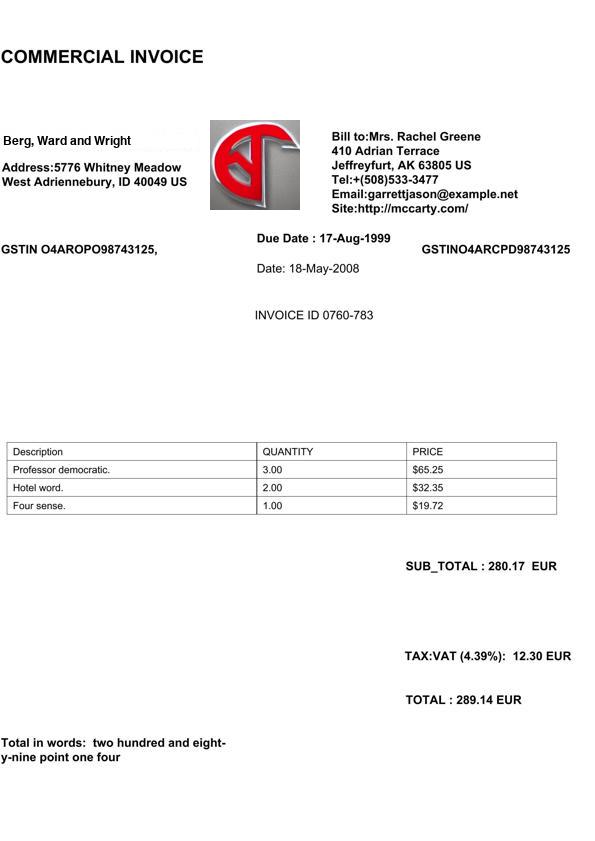 COMMERCIAL INVOICE
Berg, Ward and Wright
Address:5776 Whitney Meadow
West Adriennebury, ID 40049 US
Bill to:Mrs. Rachel Greene
410 Adrian Terrace
Jeffreyfurt, AK 63805 US
Tel:+(508)533-3477
Email:garrettjason@example.net
Site:http://mccarty.com/
GSTIN O4AROPO98743125,
Due Date : 17-Aug-1999
GSTINO4ARCPD98743125
Date: 18-May-2008
INVOICE ID 0760-783
Description QUANTITY PRICE
Professor democratic. 3.00 $65.25
Hotel word. 2.00 $32.35
Four sense. 1.00 $19.72
SUB_TOTAL : 280.17 EUR
TAX:VAT (4.39%): 12.30 EUR
TOTAL : 289.14 EUR
Total in words: two hundred and eight-
y-nine point one four